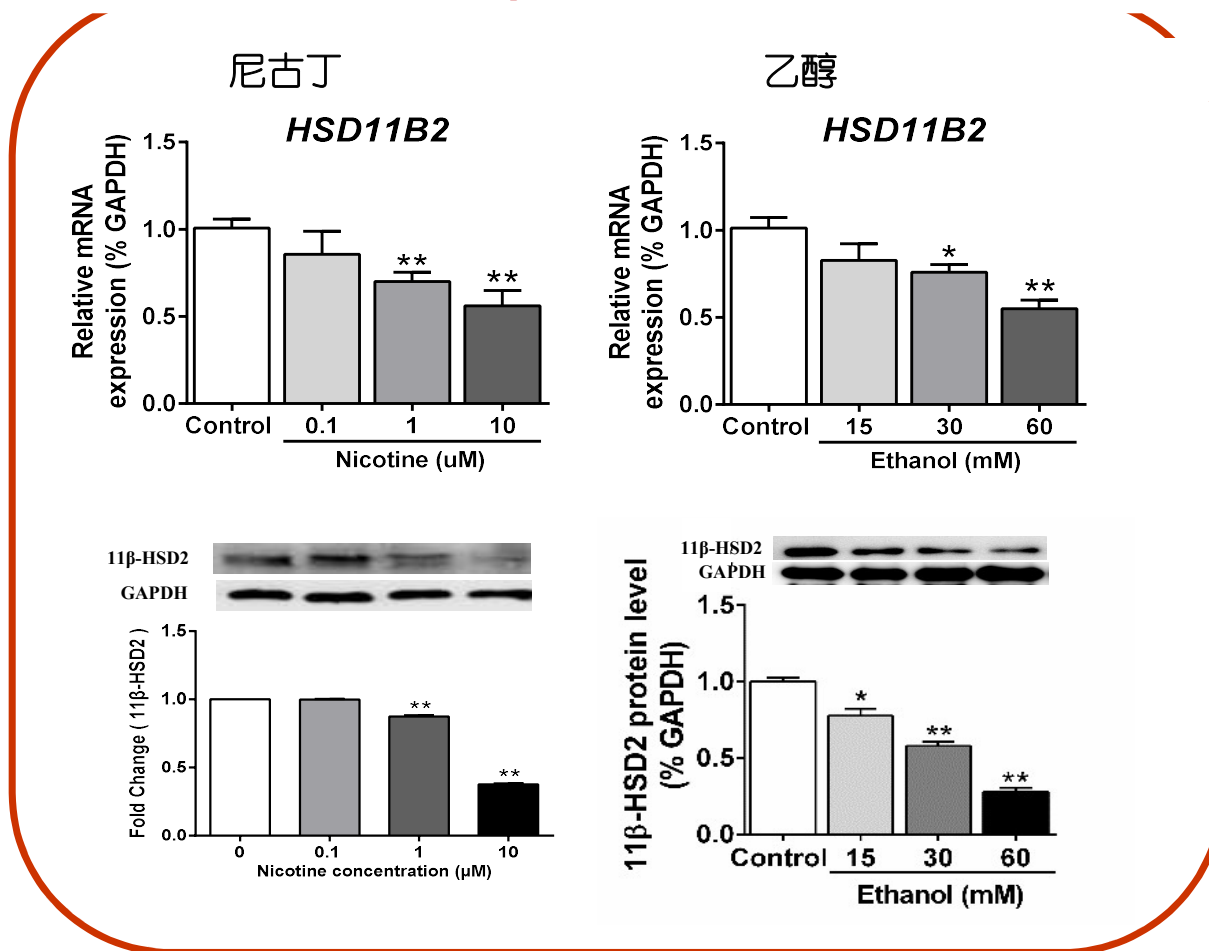 尼古丁
HSD11B2
Relative mRNA
expression (% GAPDH)
1.5
1.0
0.5
0.0
**
**
Control
0.1
1
10
Nicotine (uM)
乙醇
HSD11B2
Relative mRNA
expression (% GAPDH)
1.5
1.0
0.5
0.0
*
**
Control
15
30
60
Ethanol (mM)
11β-HSD2
GAPDH
Fold Change ( 11β-HSD2 )
1.5
1.0
0.5
0.0
**
**
0
0.1
1
10
Nicotine concentration (µM)
11β-HSD2
GAPDH
11β-HSD2 protein level
(% GAPDH)
1.5
1.0
0.5
0.0
*
**
**
Control
15
30
60
Ethanol (mM)